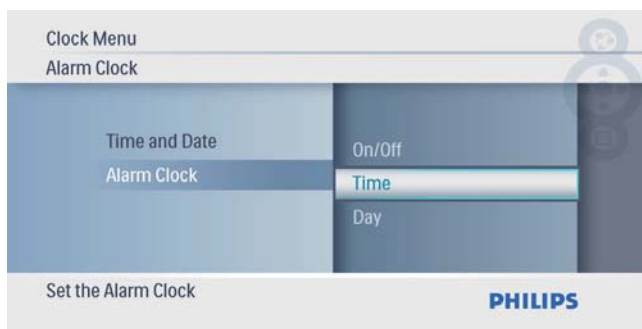 Clock Menu
Alarm Clock
Time and Date
Alarm Clock
On/Off
Time
Day
Set the Alarm Clock
PHILIPS